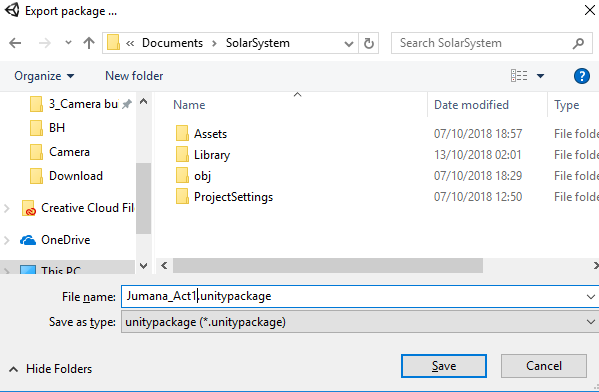 Export package ...
« Documents > SolarSystem
Search SolarSystem
Organize
New folder
?
Name
Date modified
Type
3_Camera bu
BH
Camera
Download
Creative Cloud Fil
OneDrive
This PC
Assets 07/10/2018 18:57 File folde
Library 13/10/2018 02:01 File folde
obj 07/10/2018 18:29 File folde
ProjectSettings 07/10/2018 12:50 File folde
File name: Jumana_Act1.unitypackage
Save as type: unitypackage (*.unitypackage)
Hide Folders
Save
Cancel